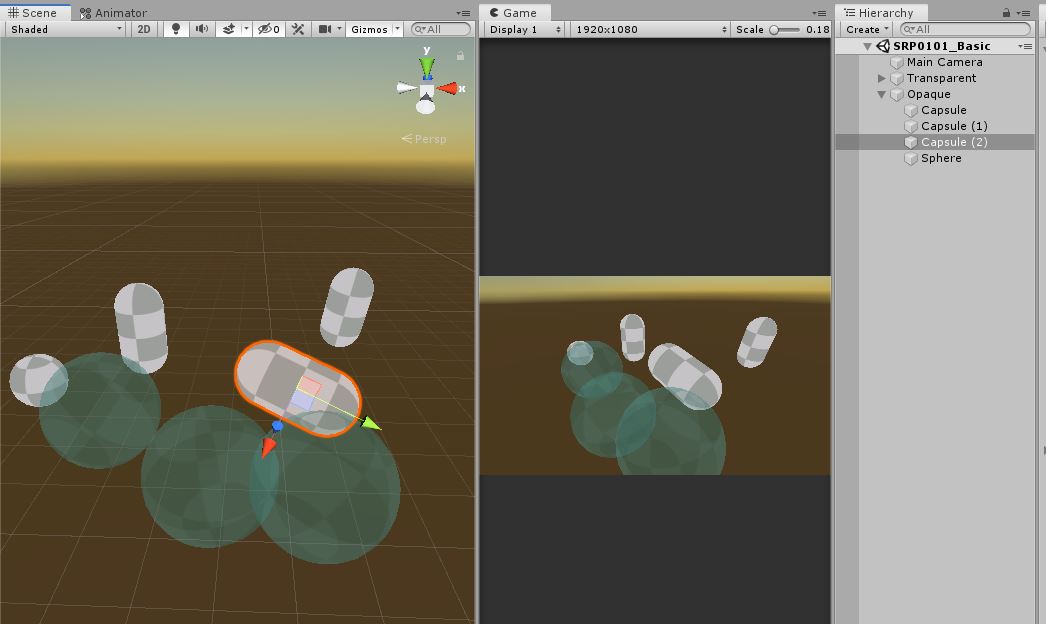 Scene Animator
Shaded 2D 0 Gizmos All
y
x
Persp
Game
Display 1 1920x1080 Scale 0.18
Hierarchy
Create All
SRP0101_Basic
Main Camera
Transparent
Opaque
Capsule
Capsule (1)
Capsule (2)
Sphere